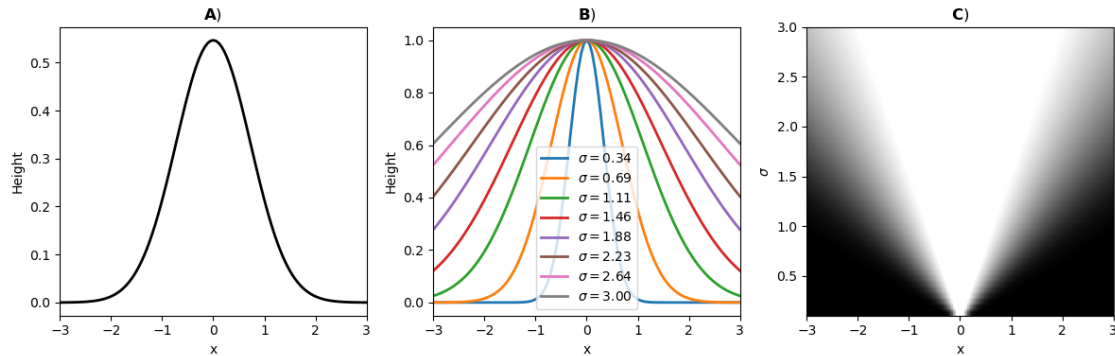 A)
Height
0.5
0.4
0.3
0.2
0.1
0.0
−3 −2 −1 0 1 2 3
x
B)
Height
1.0
0.8
0.6
0.4
0.2
0.0
σ = 0.34
σ = 0.69
σ = 1.11
σ = 1.46
σ = 1.88
σ = 2.23
σ = 2.64
σ = 3.00
−3 −2 −1 0 1 2 3
x
C)
σ
3.0
2.5
2.0
1.5
1.0
0.5
−3 −2 −1 0 1 2 3
x